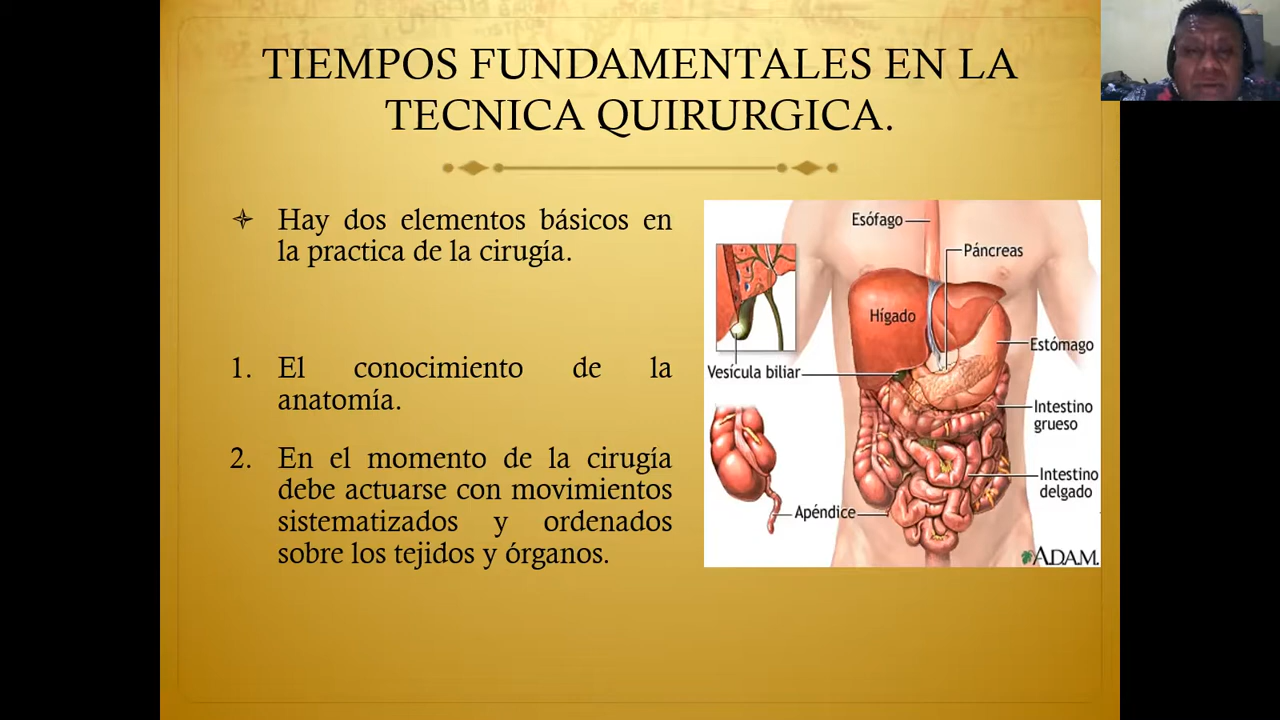 TIEMPOS FUNDAMENTALES EN LA
TECNICA QUIRURGICA.
Hay dos elementos básicos en
la practica de la cirugía.
1. El conocimiento de la
anatomía.
2. En el momento de la cirugía
debe actuarse con movimientos
sistematizados y ordenados
sobre los tejidos y órganos.
Esófago
Páncreas
Hígado
Estómago
Vesícula biliar
Intestino
grueso
Intestino
delgado
Apéndice
ADAM.